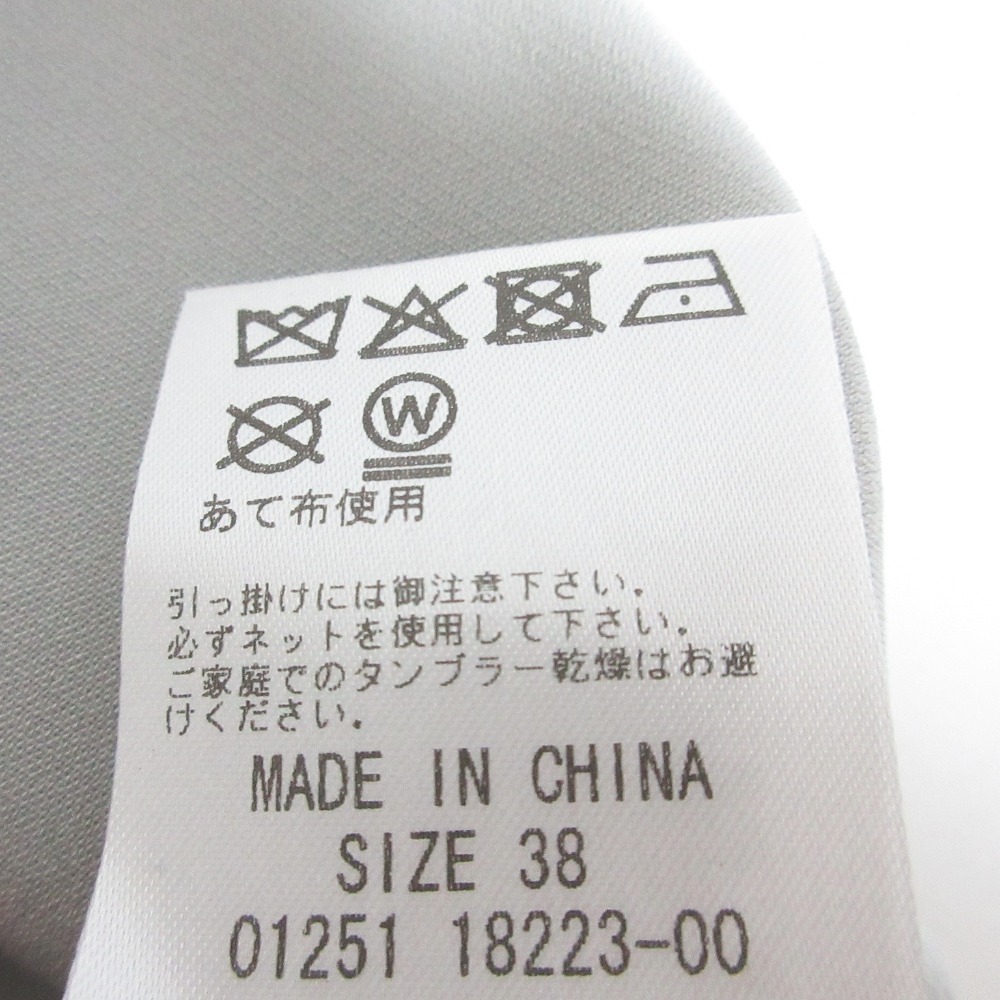 W
あて布使用
引っ掛けには御注意下さい。
必ずネットを使用して下さい。
ご家庭でのタンブラー乾燥はお避
けください。
MADE IN CHINA
SIZE 38
01251 18223-00